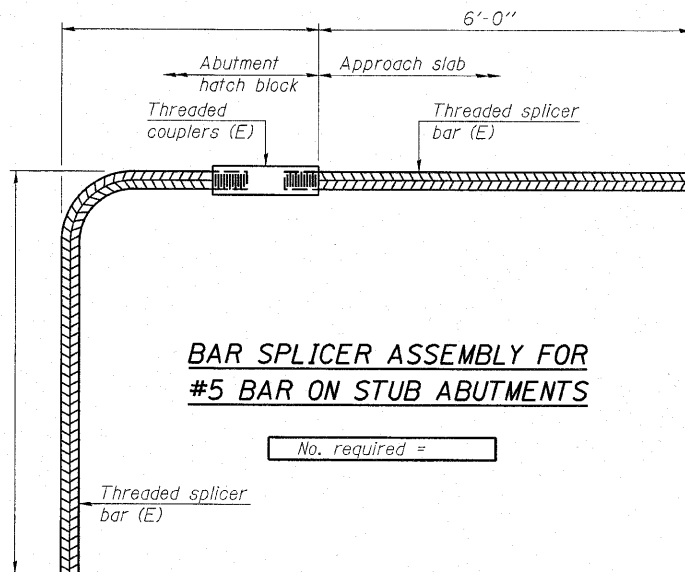 6'-0"
Abutment
hatch block
Approach slab
Threaded
couplers (E)
Threaded splicer
bar (E)
BAR SPLICER ASSEMBLY FOR
#5 BAR ON STUB ABUTMENTS
No. required =
Threaded splicer
bar (E)